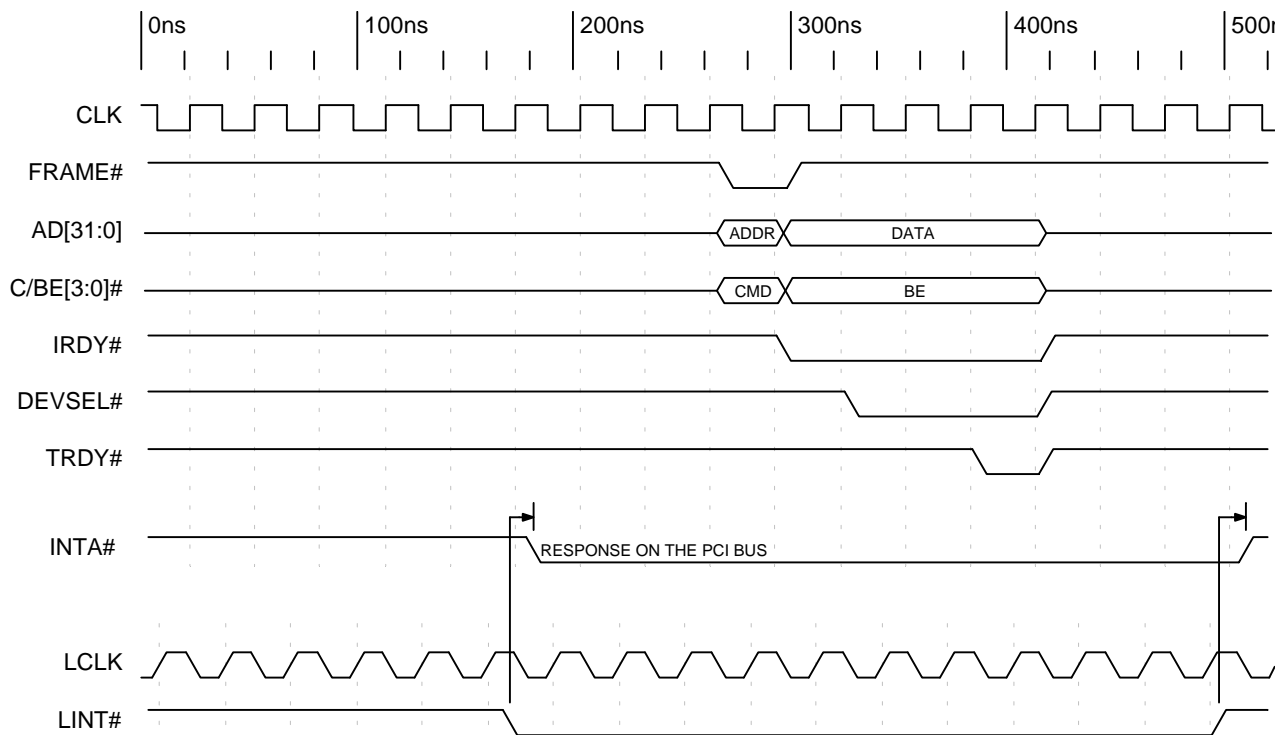 0ns 100ns 200ns 300ns 400ns 500n
CLK
FRAME#
AD[31:0] ADDR DATA
C/BE[3:0]# CMD BE
IRDY#
DEVSEL#
TRDY#
INTA# RESPONSE ON THE PCI BUS
LCLK
LINT#